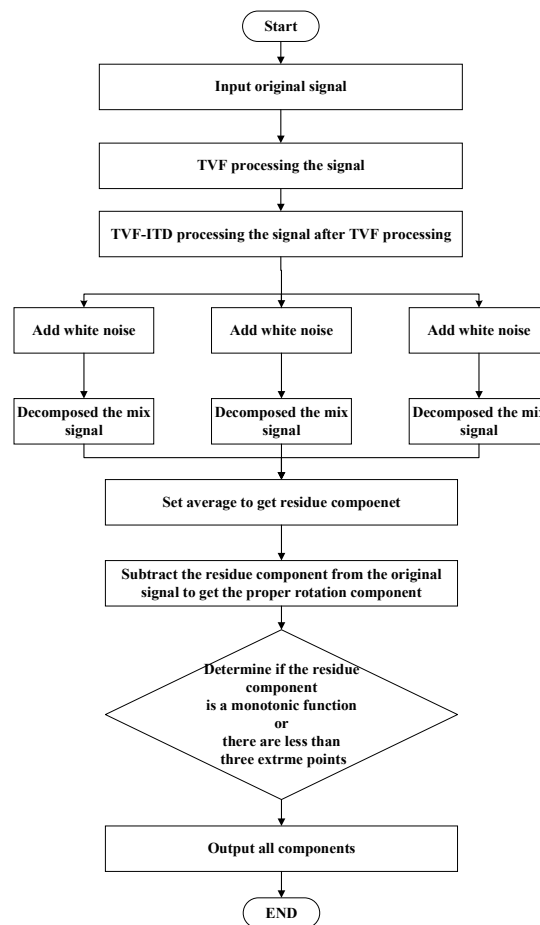 Start
Input original signal
TVF processing the signal
TVF-ITD processing the signal after TVF processing
Add white noise
Add white noise
Add white noise
Decomposed the mix
signal
Decomposed the mix
signal
Decomposed the mix
signal
Set average to get residue compoenet
Subtract the residue component from the original
signal to get the proper rotation component
Determine if the residue
component
is a monotonic function
or
there are less than
three extrme points
Output all components
END